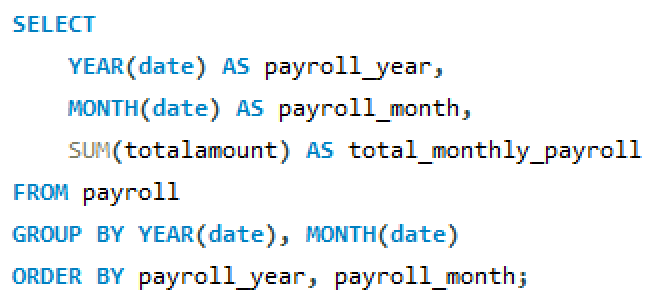 SELECT
    YEAR(date) AS payroll_year,
    MONTH(date) AS payroll_month,
    SUM(totalamount) AS total_monthly_payroll
FROM payroll
GROUP BY YEAR(date), MONTH(date)
ORDER BY payroll_year, payroll_month;